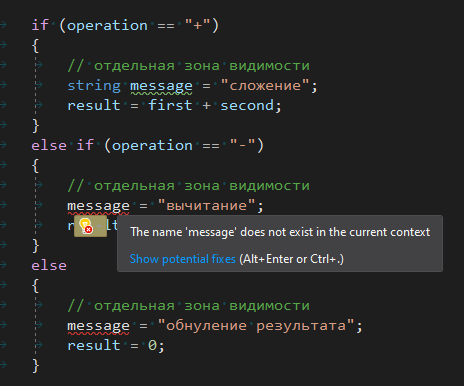 if (operation == "+")
{
// отдельная зона видимости
string message = "сложение";
result = first + second;
}
else if (operation == "-")
{
// отдельная зона видимости
message = "вычитание";
The name 'message' does not exist in the current context
Show potential fixes (Alt+Enter or Ctrl+.)
}
else
{
// отдельная зона видимости
message = "обнуление результата";
result = 0;
}